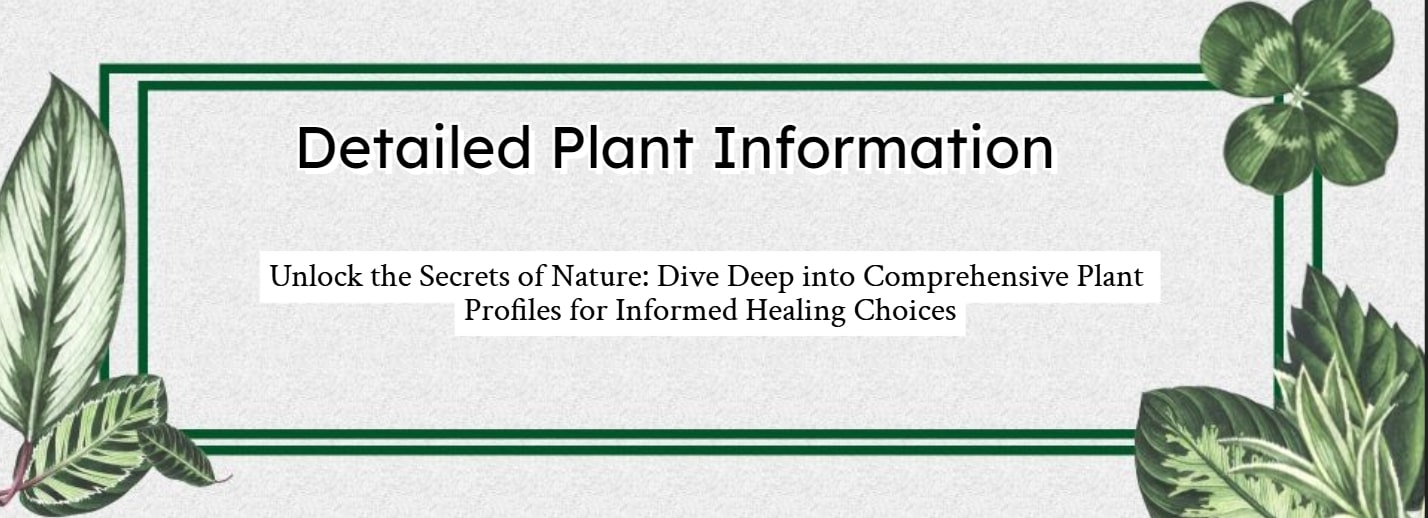 Detailed Plant Information
Unlock the Secrets of Nature: Dive Deep into Comprehensive Plant
Profiles for Informed Healing Choices